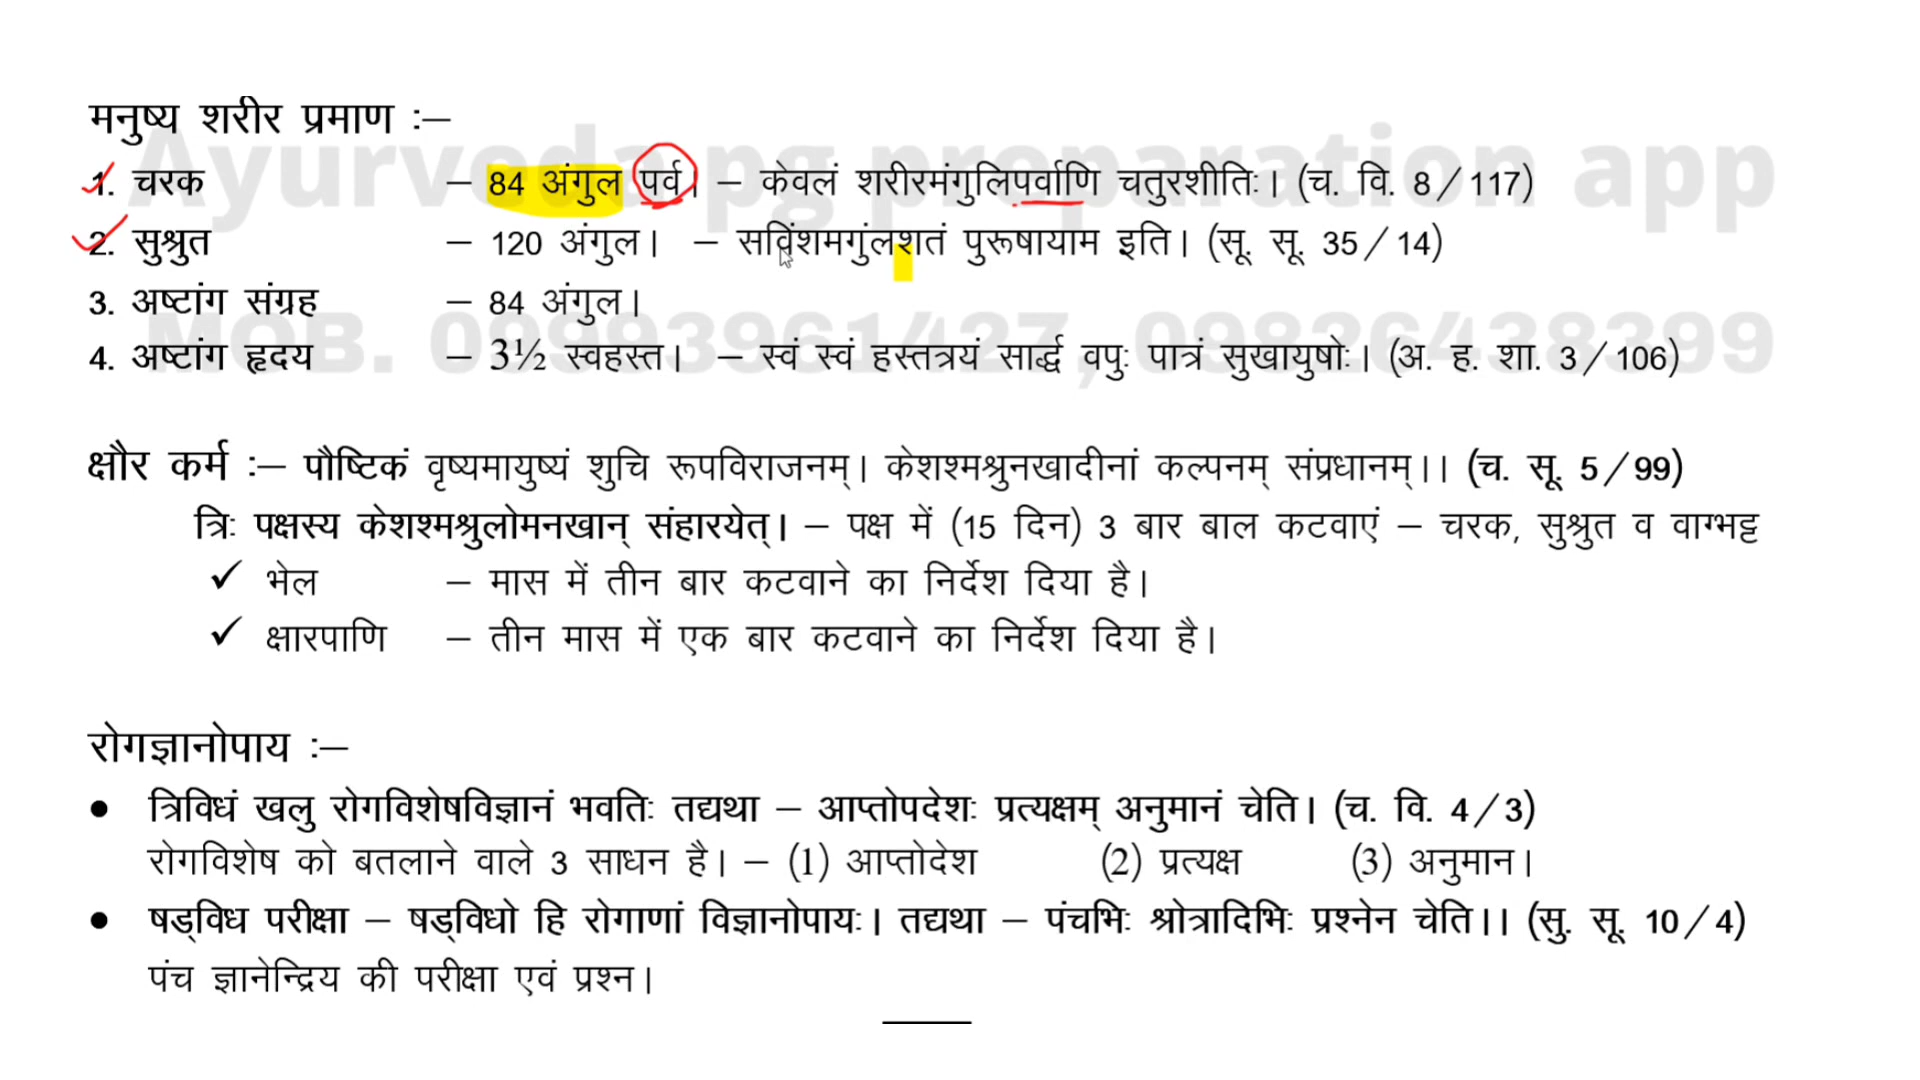 मनुष्य शरीर प्रमाण :–
Ayurveda pg preparation app
1. चरक – 84 अंगुल पर्व। – केवलं शरीरमंगुलिपर्वाणि चतुरशीतिः। (च. वि. 8/117)
2. सुश्रुत – 120 अंगुल। – सविंशमगुंलशतं पुरूषायाम इति। (सू. सू. 35/14)
3. अष्टांग संग्रह – 84 अंगुल।
MOB. 09993961427, 09826438399
4. अष्टांग हृदय – 3½ स्वहस्त। – स्वं स्वं हस्तत्रयं सार्द्ध वपुः पात्रं सुखायुषोः। (अ. ह. शा. 3/106)
क्षौर कर्म :– पौष्टिकं वृष्यमायुष्यं शुचि रूपविराजनम्। केशश्मश्रुनखादीनां कल्पनम् संप्रधानम्।। (च. सू. 5/99)
त्रिः पक्षस्य केशश्मश्रुलोमनखान् संहारयेत्। – पक्ष में (15 दिन) 3 बार बाल कटवाएं – चरक, सुश्रुत व वाग्भट्ट
✓ भेल – मास में तीन बार कटवाने का निर्देश दिया है।
✓ क्षारपाणि – तीन मास में एक बार कटवाने का निर्देश दिया है।
रोगज्ञानोपाय :–
● त्रिविधं खलु रोगविशेषविज्ञानं भवतिः तद्यथा – आप्तोपदेशः प्रत्यक्षम् अनुमानं चेति। (च. वि. 4/3)
रोगविशेष को बतलाने वाले 3 साधन है। – (1) आप्तोदेश (2) प्रत्यक्ष (3) अनुमान।
● षड्विध परीक्षा – षड्विधो हि रोगाणां विज्ञानोपायः। तद्यथा – पंचभिः श्रोत्रादिभिः प्रश्नेन चेति।। (सु. सू. 10/4)
पंच ज्ञानेन्द्रिय की परीक्षा एवं प्रश्न।